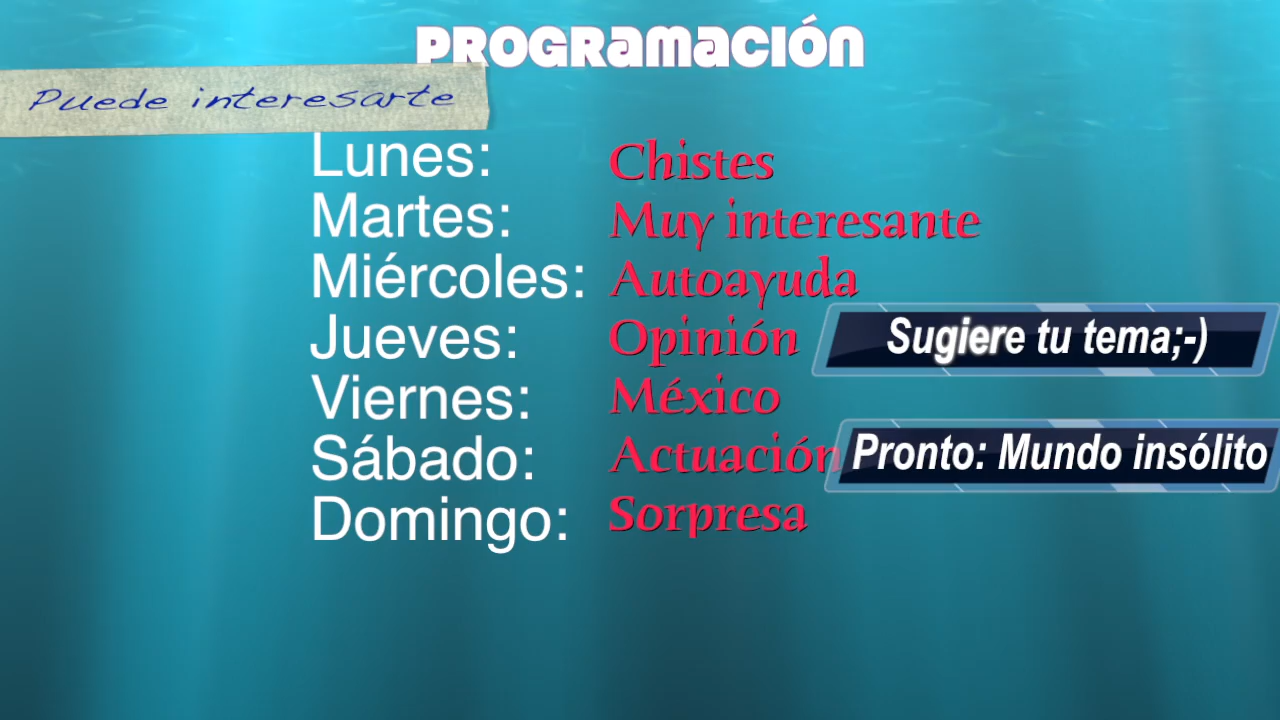 PROGRAMACIÓN
Puede interesarte
Lunes: Chistes
Martes: Muy interesante
Miércoles: Autoayuda
Jueves: Opinión
Sugiere tu tema;-)
Viernes: México
Sábado: Actuación
Pronto: Mundo insólito
Domingo: Sorpresa